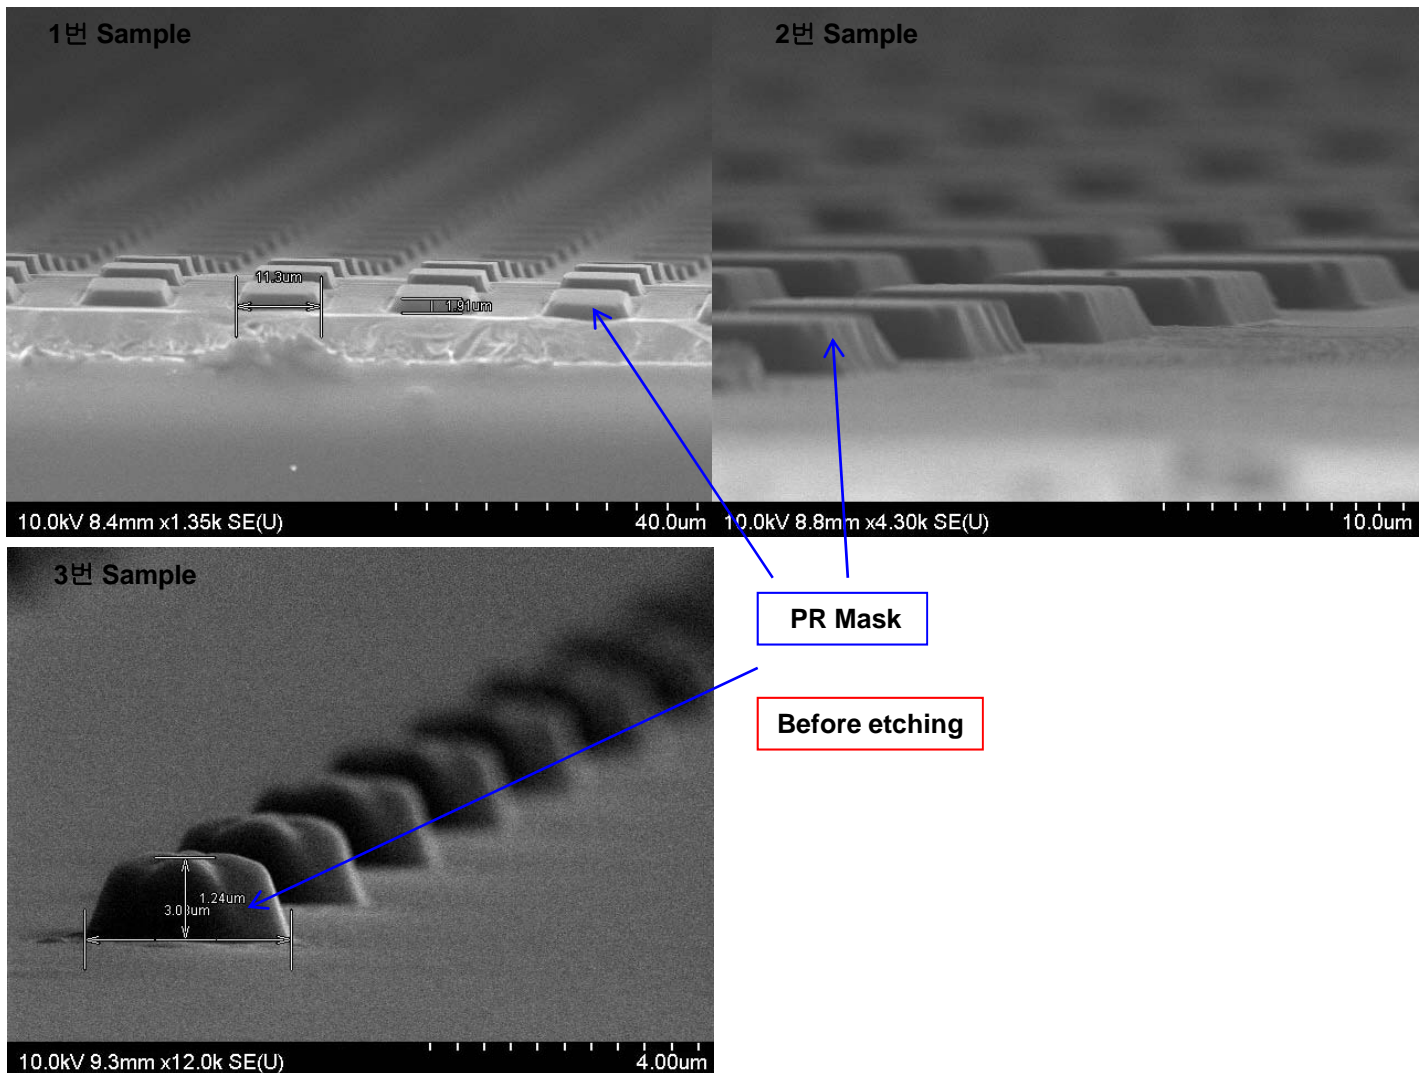 1번 Sample
11.3um
1.91um
10.0kV 8.4mm x1.35k SE(U)
40.0um
2번 Sample
10.0kV 8.8mm x4.30k SE(U)
10.0um
3번 Sample
1.24um
3.03um
10.0kV 9.3mm x12.0k SE(U)
4.00um
PR Mask
Before etching